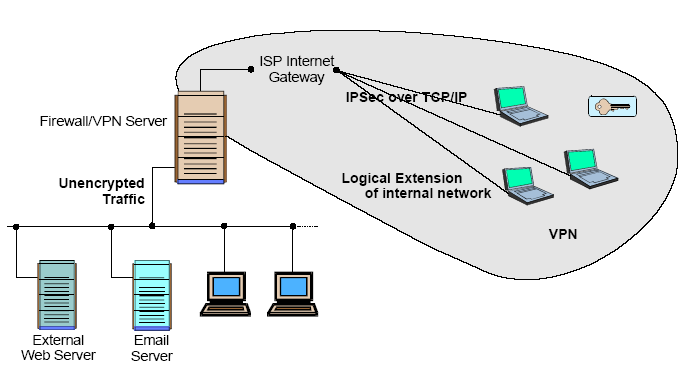 ISP Internet
Gateway
IPSec over TCP/IP
Firewall/VPN Server
Unencrypted
Traffic
Logical Extension
of internal network
VPN
External
Web Server
Email
Server